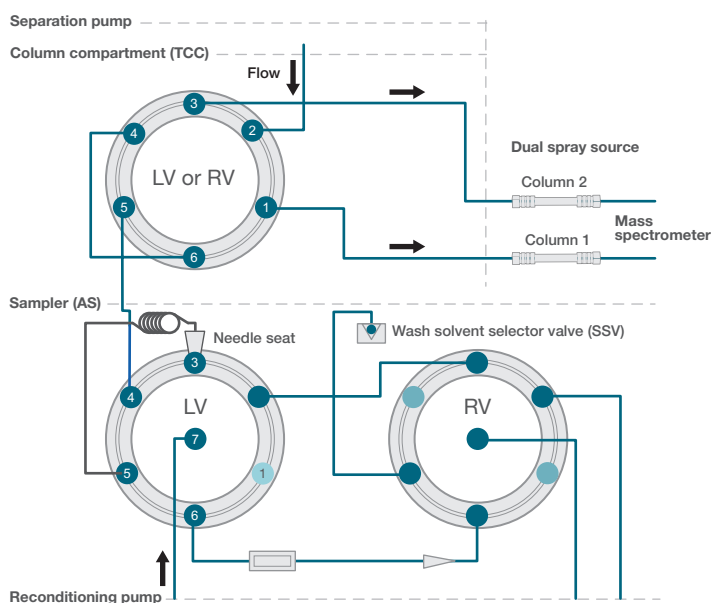 Separation pump
Column compartment (TCC)
Flow
3
4
2
Dual spray source
LV or RV
Column 2
5
1
Mass
spectrometer
Column 1
6
Sampler (AS)
Needle seat
Wash solvent selector valve (SSV)
3
4
LV
RV
7
5
1
6
Reconditioning pump